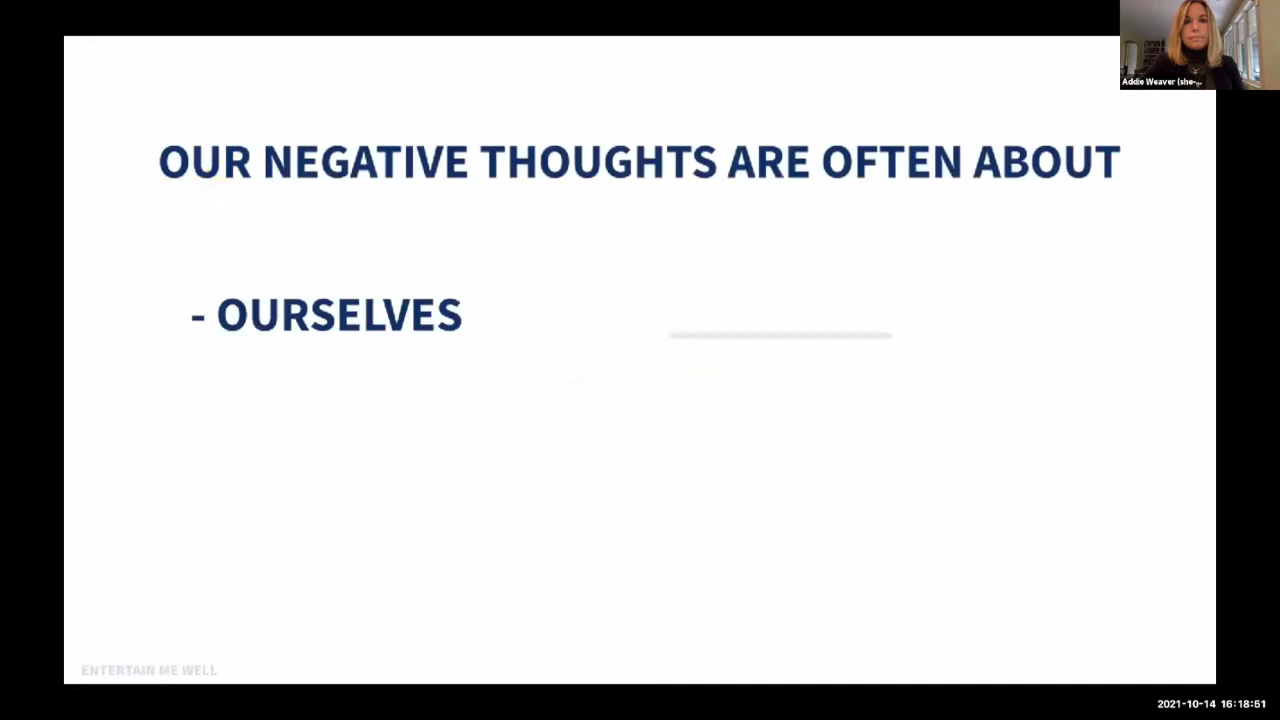 Addie Weaver (she-...
OUR NEGATIVE THOUGHTS ARE OFTEN ABOUT
- OURSELVES
ENTERTAIN ME WELL
2021-10-14 16:18:51